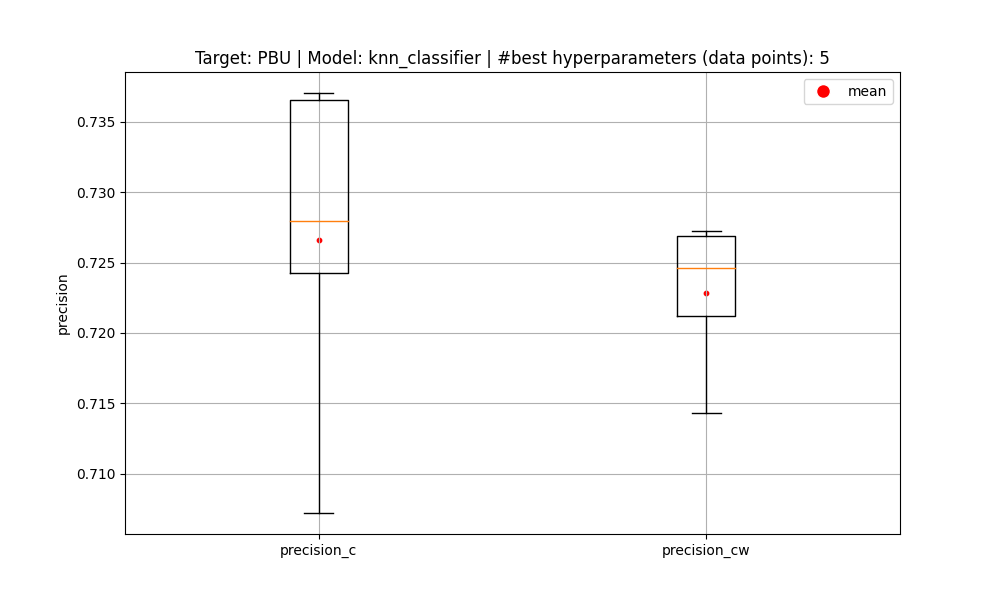 Target: PBU | Model: knn_classifier | #best hyperparameters (data points): 5
mean
0.735
0.730
0.725
0.720
0.715
0.710
precision
precision_c
precision_cw